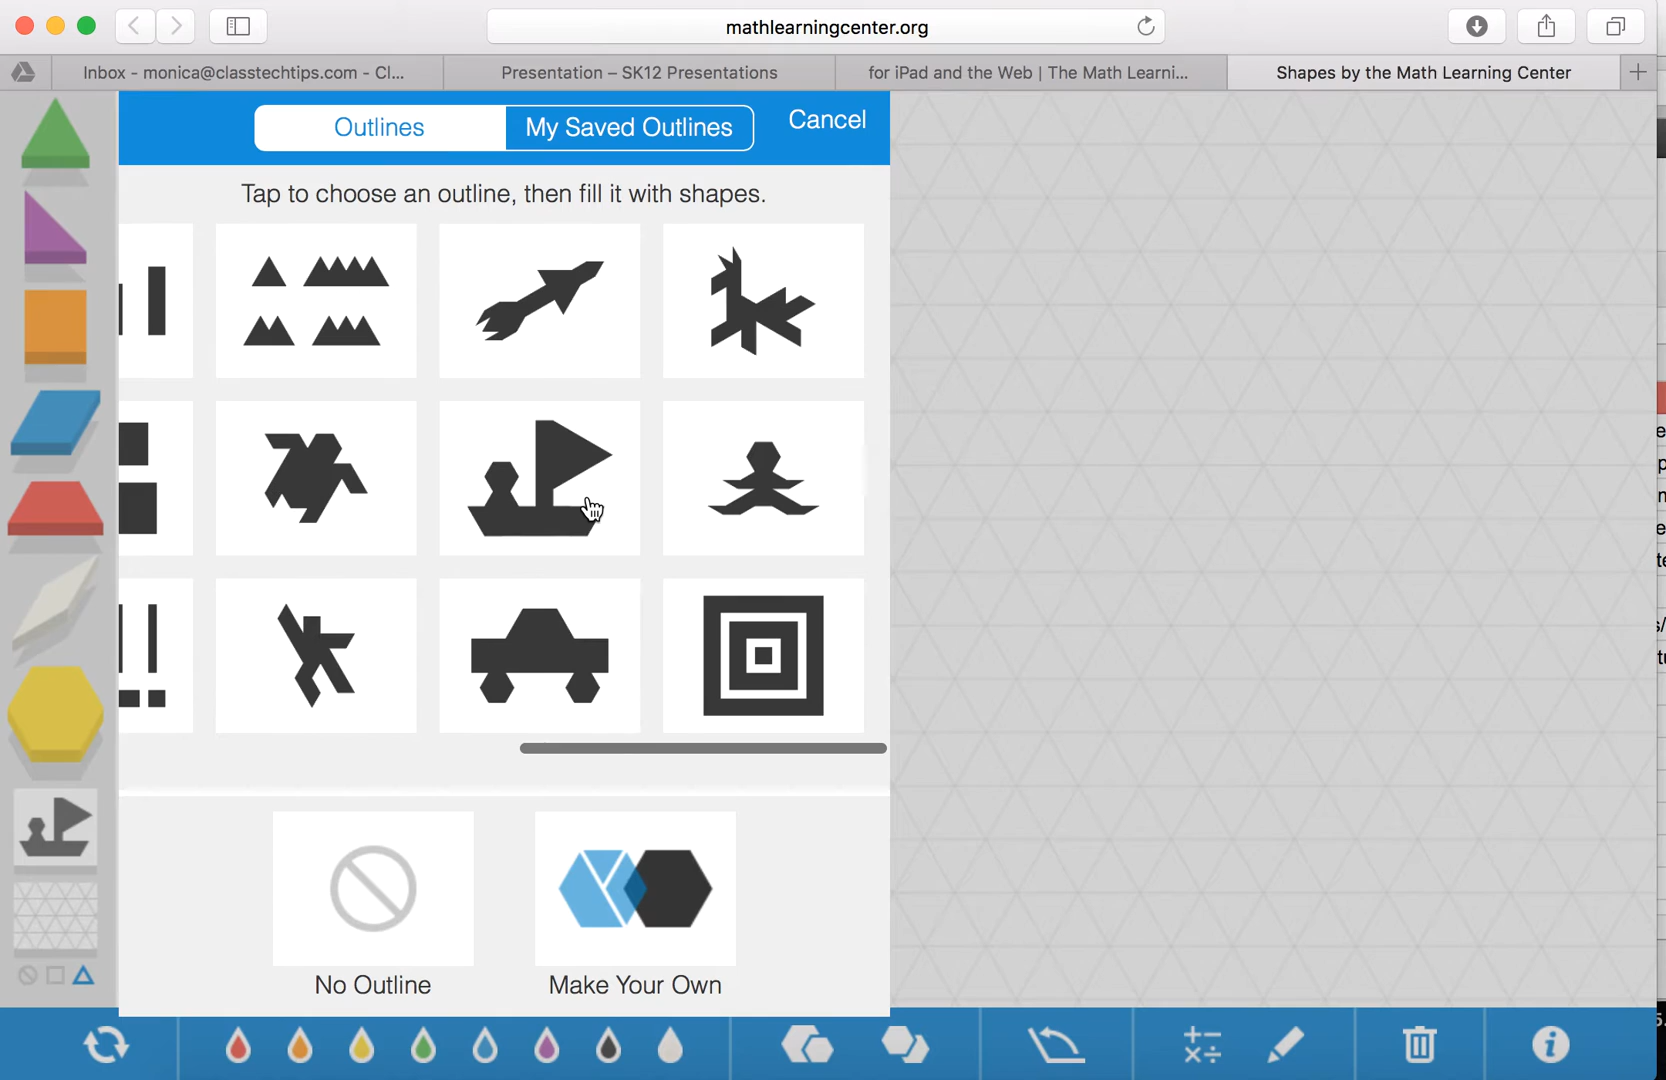 mathlearningcenter.org
Inbox - monica@classtechtips.com - Cl...
Presentation – SK12 Presentations
for iPad and the Web | The Math Learni...
Shapes by the Math Learning Center
Outlines
My Saved Outlines
Cancel
Tap to choose an outline, then fill it with shapes.
No Outline
Make Your Own